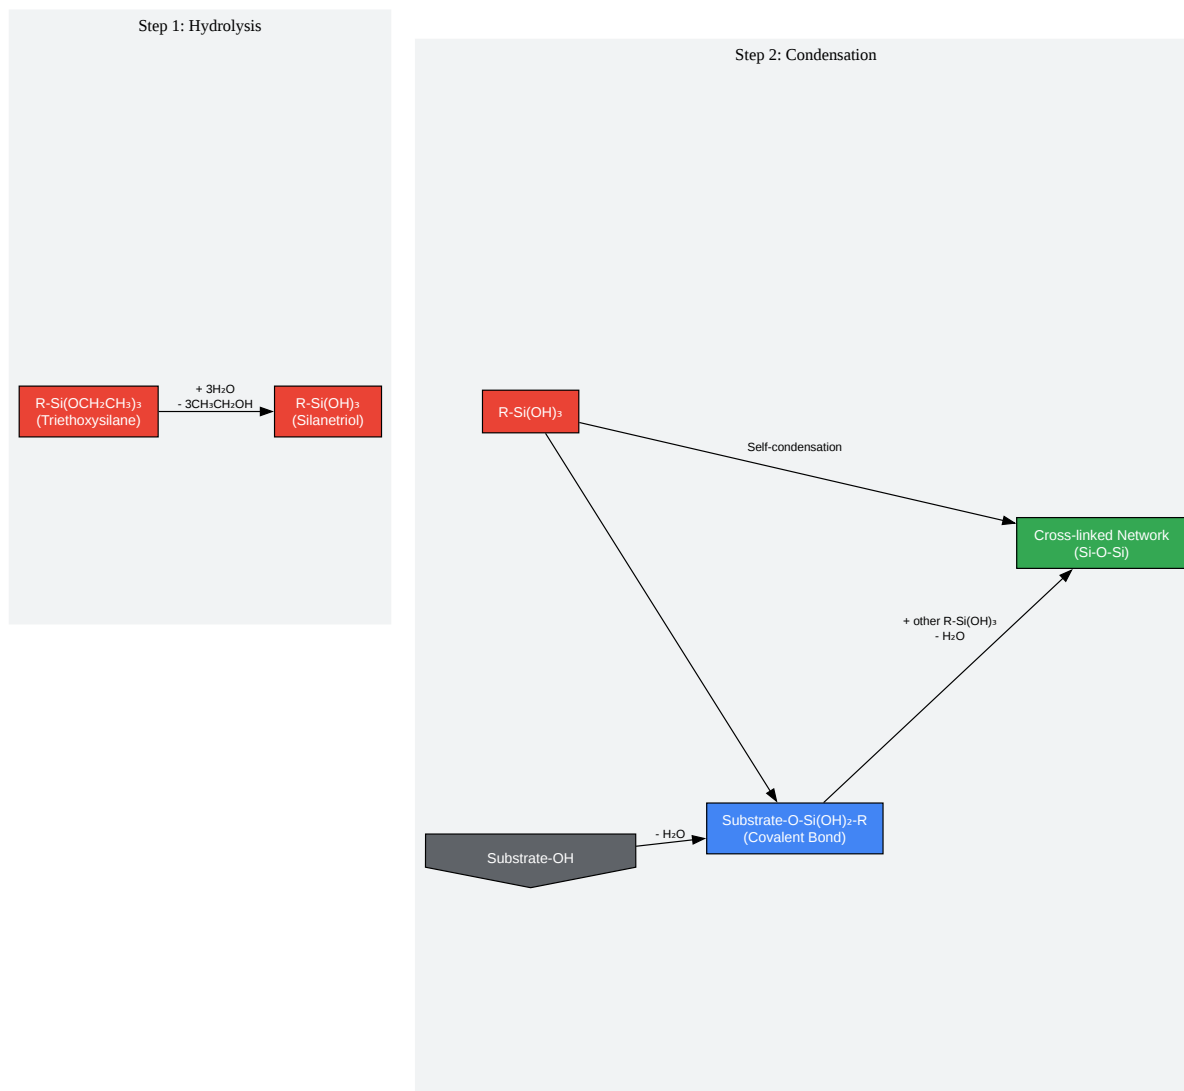 Step 1: Hydrolysis
R-Si(OCH₂CH₃)₃
(Triethoxysilane)
+ 3H₂O
- 3CH₃CH₂OH
R-Si(OH)₃
(Silanetriol)
Step 2: Condensation
R-Si(OH)₃
Self-condensation
Cross-linked Network
(Si-O-Si)
+ other R-Si(OH)₃
- H₂O
Substrate-OH
- H₂O
Substrate-O-Si(OH)₂-R
(Covalent Bond)